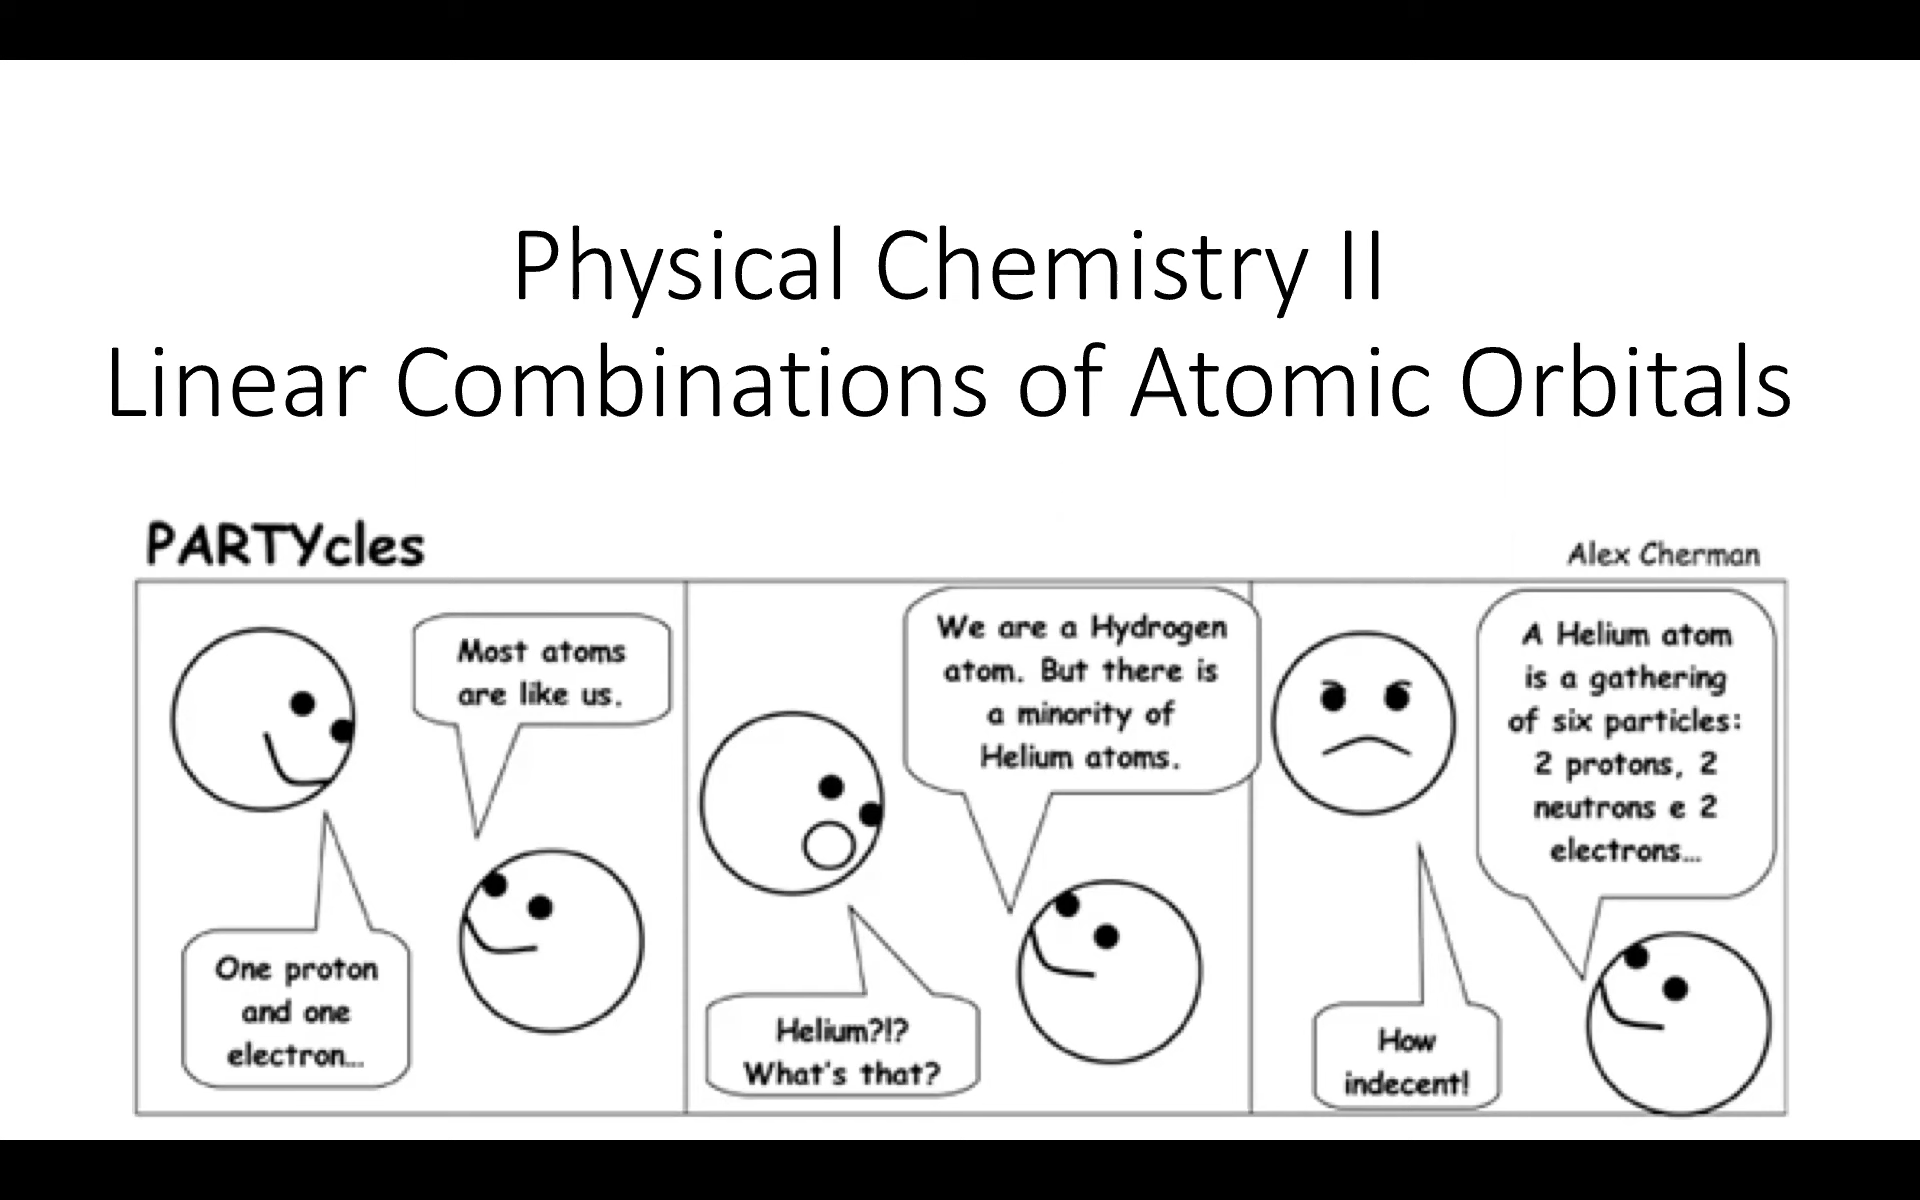 Physical Chemistry II
Linear Combinations of Atomic Orbitals
PARTYcles
Alex Cherman
Most atoms
are like us.
One proton
and one
electron...
We are a Hydrogen
atom. But there is
a minority of
Helium atoms.
Helium?!?
What's that?
A Helium atom
is a gathering
of six particles:
2 protons, 2
neutrons e 2
electrons...
How
indecent!